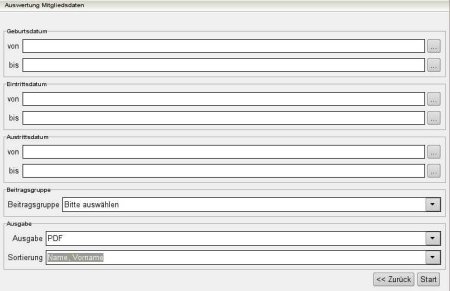 Auswertung Mitgliedsdaten
Geburtsdatum
von ...
bis ...
Eintrittsdatum
von ...
bis ...
Austrittsdatum
von ...
bis ...
Beitragsgruppe
Beitragsgruppe Bitte auswählen
Ausgabe
Ausgabe PDF
Sortierung Name, Vorname
<< Zurück Start